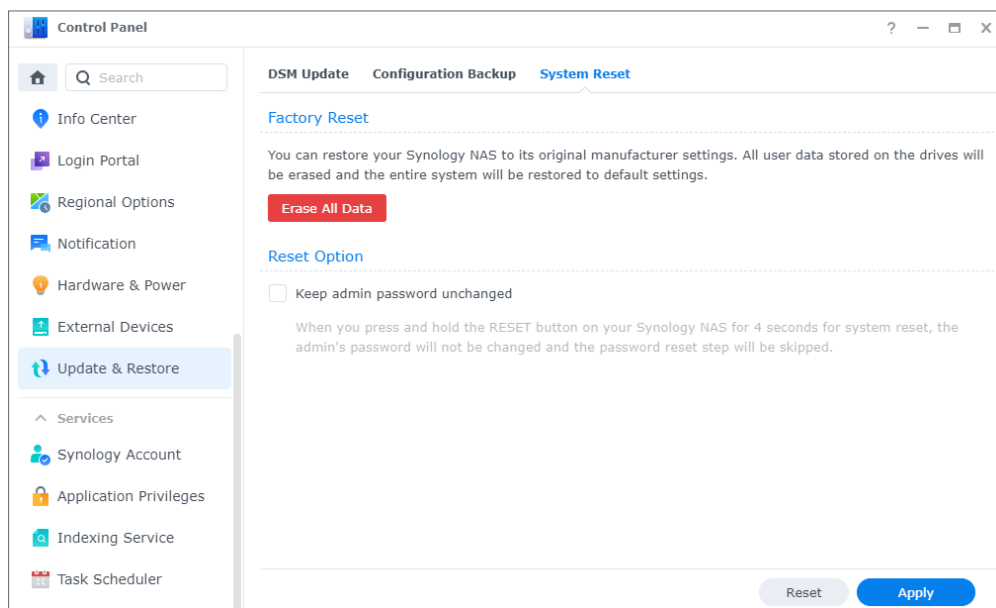 Control Panel
?
Search
Info Center
Login Portal
Regional Options
Notification
Hardware & Power
External Devices
Update & Restore
Services
Synology Account
Application Privileges
Indexing Service
Task Scheduler
DSM Update Configuration Backup System Reset
Factory Reset
You can restore your Synology NAS to its original manufacturer settings. All user data stored on the drives will
be erased and the entire system will be restored to default settings.
Erase All Data
Reset Option
Keep admin password unchanged
When you press and hold the RESET button on your Synology NAS for 4 seconds for system reset, the
admin's password will not be changed and the password reset step will be skipped.
Reset Apply